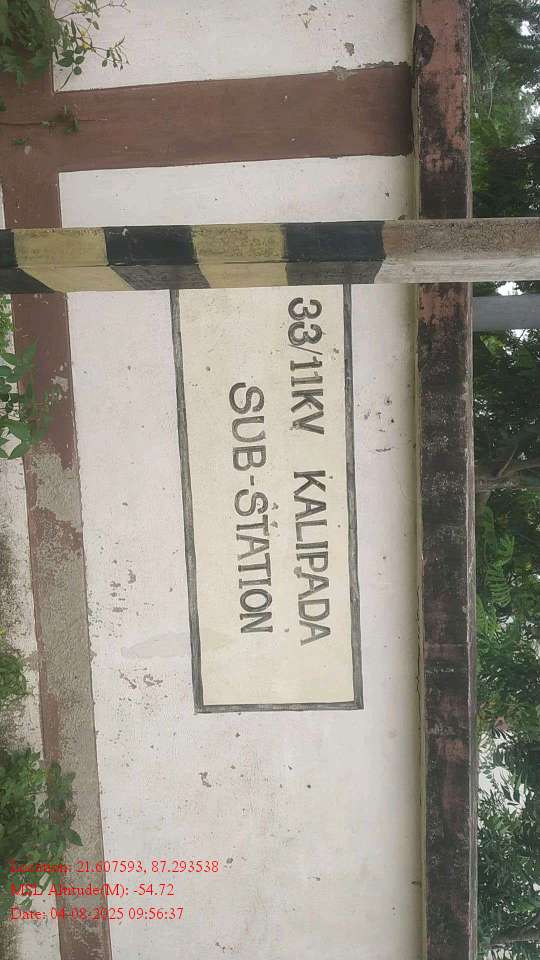 33/11KV KALIPADA
SUB-STATION
Location: 21.607593, 87.293538
MSL Altitude(M): -54.72
Date: 04-08-2025 09:56:37